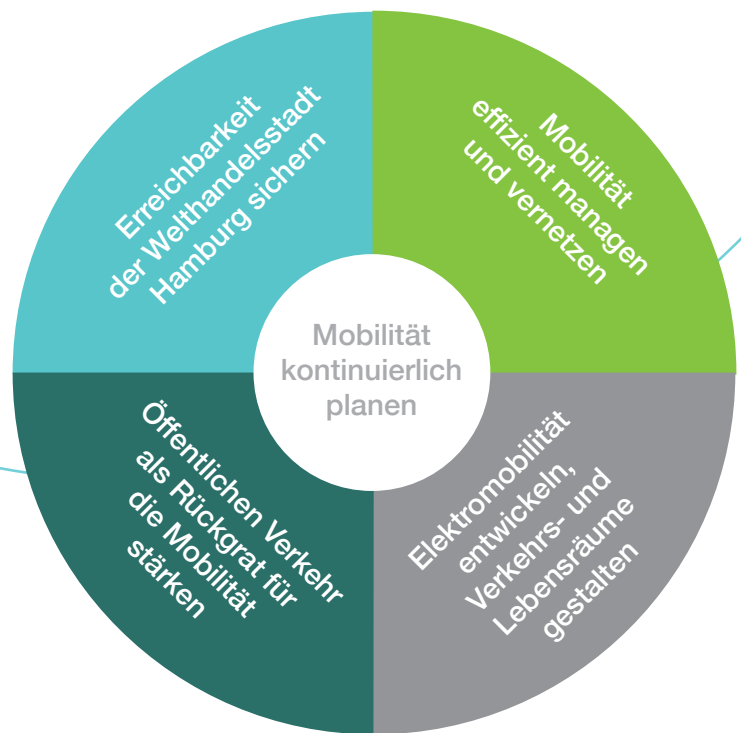 Erreichbarkeit
der Welthandelsstadt
Hamburg sichern
Mobilität
effizient managen
und vernetzen
Mobilität
kontinuierlich
planen
Öffentlichen Verkehr
als Rückgrat für
die Mobilität
stärken
Elektromobilität
entwickeln,
Verkehrs- und
Lebensräume
gestalten